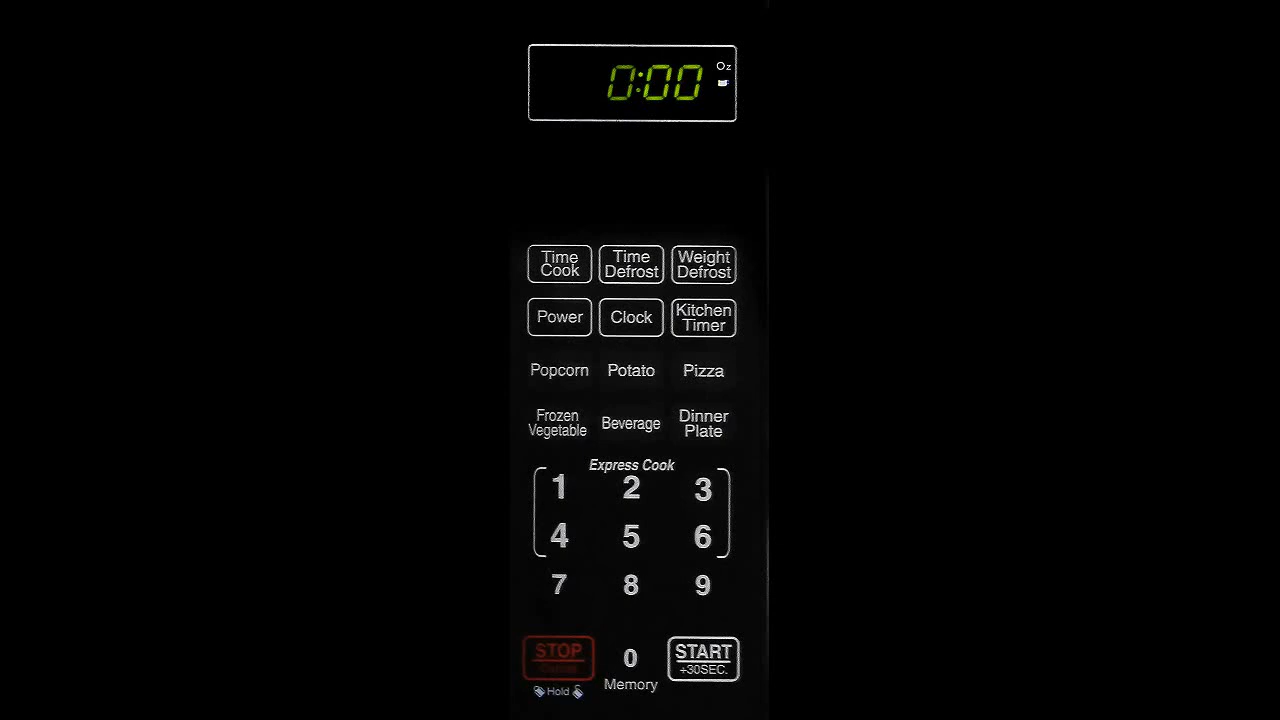 0:00
Oz
Time Cook
Time Defrost
Weight Defrost
Power
Clock
Kitchen Timer
Popcorn
Potato
Pizza
Frozen Vegetable
Beverage
Dinner Plate
Express Cook
1 2 3
4 5 6
7 8 9
STOP
Cancel
Hold
0
Memory
START
+30SEC.